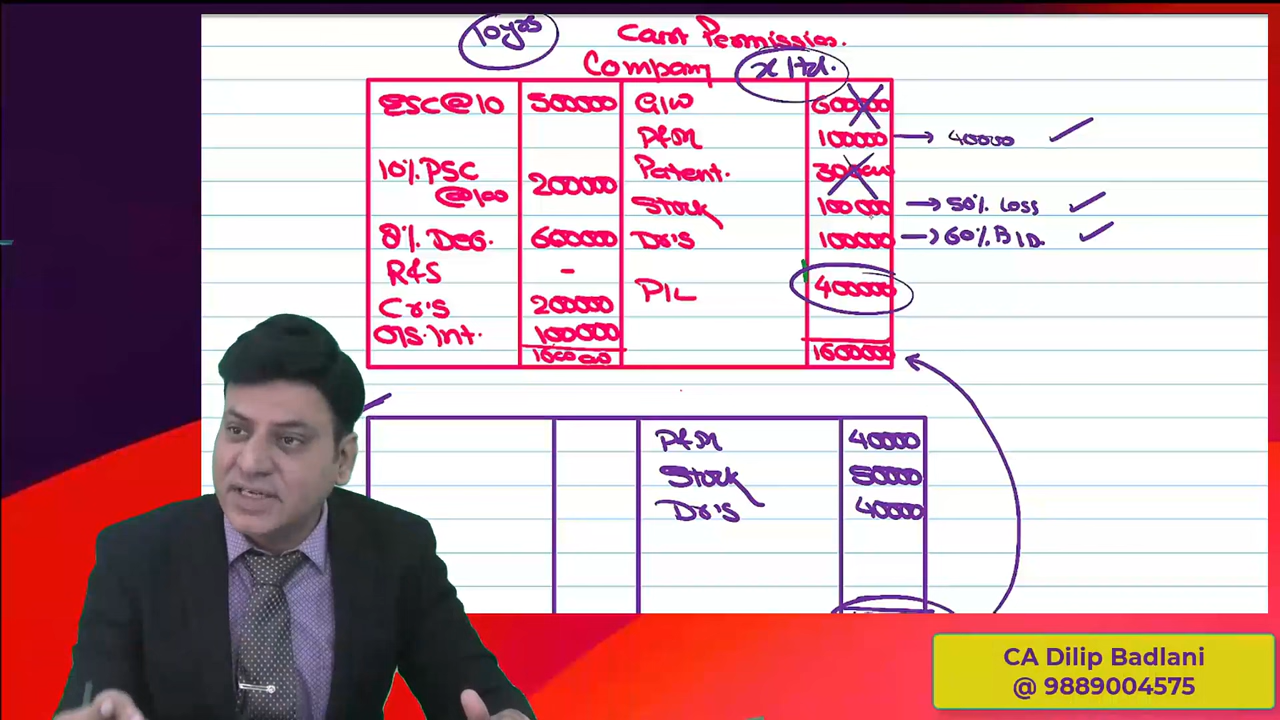 10 yrs
Court Permission.
Company X Ltd.
ESC@10 500000 G/W 600000
P&M 100000 → 40000 ✓
10% PSC @100 200000 Patent. 300000
Stock 100000 → 50% Loss ✓
8% Deb. 600000 Dr's 100000 → 60% B/D. ✓
R&S -
P/L 400000
Cr's 200000
O/S. Int. 100000
1600000 1600000
P&M 40000
Stock 50000
Dr's 40000
CA Dilip Badlani
@ 9889004575